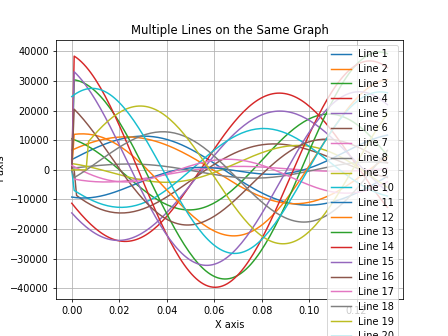 Multiple Lines on the Same Graph
40000
30000
20000
10000
0
−10000
−20000
−30000
−40000
0.00
0.02
0.04
0.06
0.08
0.10
X axis
Line 1
Line 2
Line 3
Line 4
Line 5
Line 6
Line 7
Line 8
Line 9
Line 10
Line 11
Line 12
Line 13
Line 14
Line 15
Line 16
Line 17
Line 18
Line 19